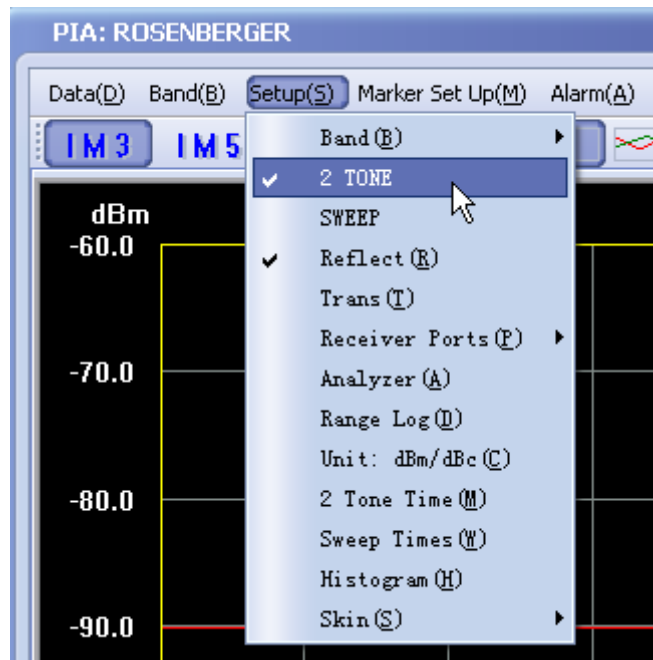 PIA: ROSENBERGER
Data(D) Band(B) Setup(S) Marker Set Up(M) Alarm(A)
IM3 IM5
Band(B)
2 TONE
SWEEP
Reflect(R)
Trans(T)
Receiver Ports(P)
Analyzer(A)
Range Log(D)
Unit: dBm/dBc(C)
2 Tone Time(M)
Sweep Times(W)
Histogram(H)
Skin(S)
dBm
-60.0
-70.0
-80.0
-90.0